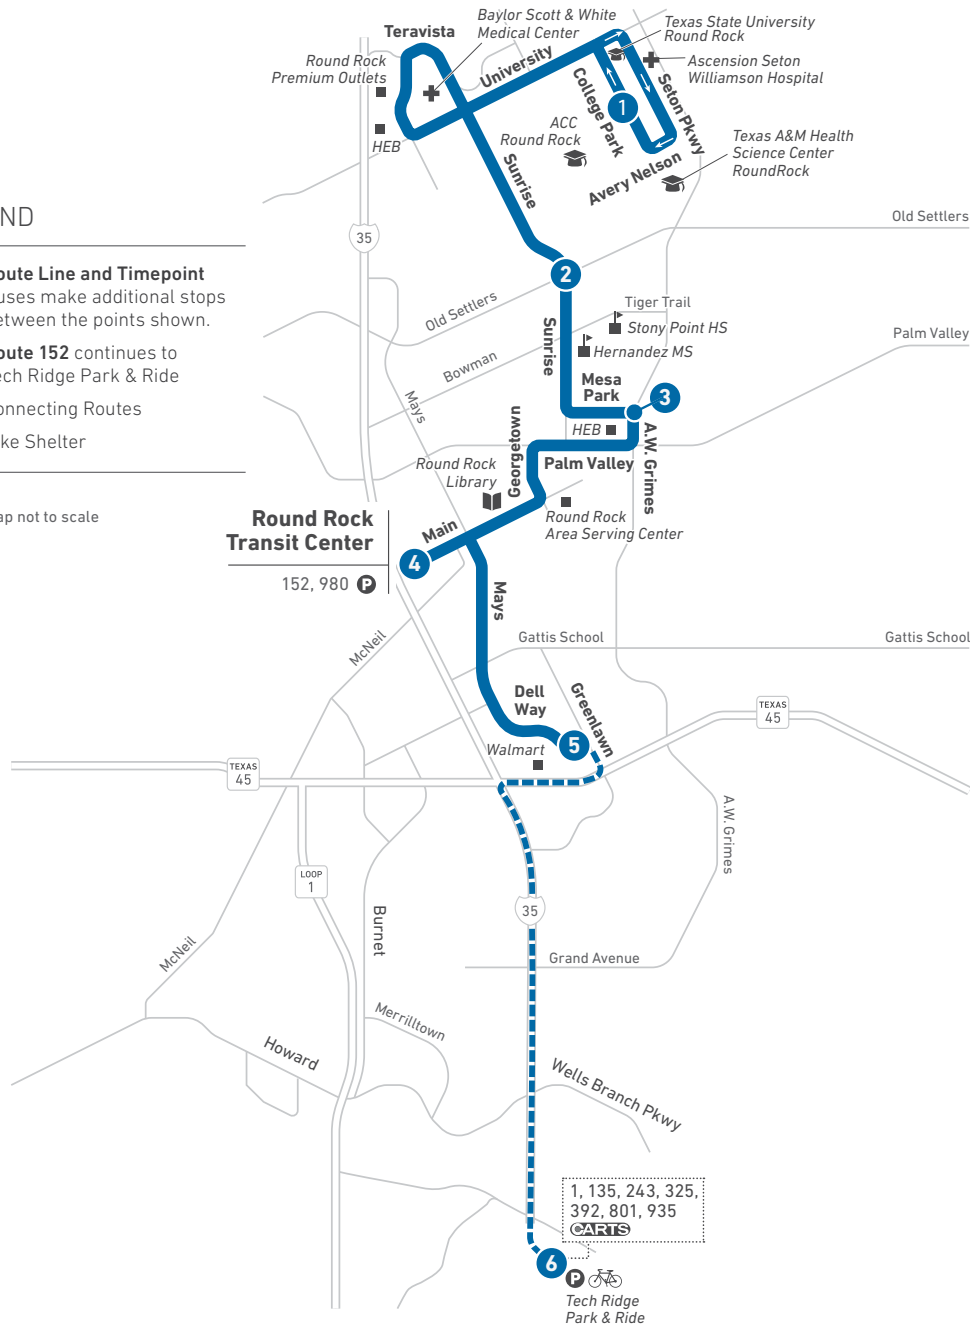 Teravista
Baylor Scott & White
Medical Center
Texas State University
Round Rock
Round Rock
Premium Outlets
University
Ascension Seton
Williamson Hospital
College Park
1
Seton Pkwy
HEB
ACC
Round Rock
Sunrise
Avery Nelson
Texas A&M Health
Science Center
RoundRock
35
Old Settlers
2
Old Settlers
Tiger Trail
Stony Point HS
Sunrise
Hernandez MS
Palm Valley
Bowman
Mays
Mesa
Park
3
HEB
Georgetown
Palm Valley
A.W. Grimes
Round Rock
Library
Round Rock
Area Serving Center
ND
oute Line and Timepoint
uses make additional stops
etween the points shown.
oute 152 continues to
ech Ridge Park & Ride
onnecting Routes
ke Shelter
ap not to scale
Round Rock
Transit Center
152, 980 P
Main
4
Mays
McNeil
Gattis School
Gattis School
Dell
Way
Greenlawn
5
Walmart
TEXAS
45
TEXAS
45
LOOP
1
A.W. Grimes
35
Burnet
McNeil
Grand Avenue
Merrilltown
Howard
Wells Branch Pkwy
1, 135, 243, 325,
392, 801, 935
CARTS
6
P
Tech Ridge
Park & Ride